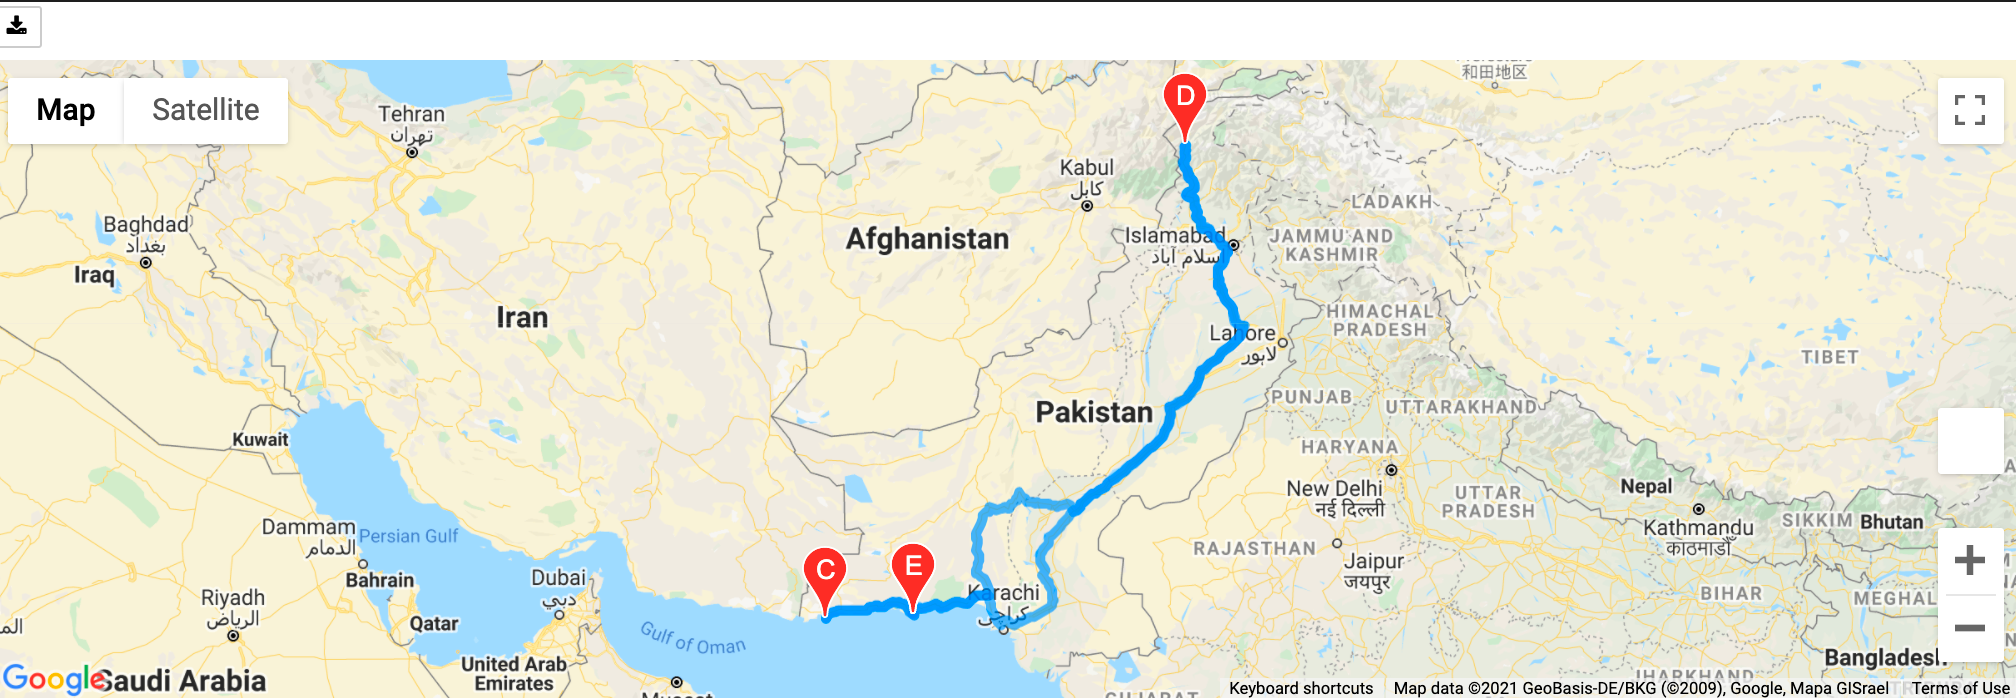 Map
Satellite
和田地区
D
Tehran
تهران
Kabul
کابل
LADAKH
Baghdad
بغداد
Iraq
Afghanistan
Islamabad
اسلام آباد
JAMMU AND
KASHMIR
Iran
HIMACHAL
PRADESH
Lahore
لاہور
TIBET
Pakistan
PUNJAB
UTTARAKHAND
Kuwait
HARYANA
New Delhi
नई दिल्ली
UTTAR
PRADESH
Nepal
Kathmandu
काठमाडौं
SIKKIM
Bhutan
Dammam
الدمام
Persian Gulf
RAJASTHAN
Jaipur
जयपुर
Bahrain
Dubai
دبي
C
E
Karachi
کراچی
BIHAR
MEGHAL
Riyadh
الرياض
Qatar
Gulf of Oman
United Arab
Emirates
Bangladesh
Google
Saudi Arabia
Muscat
GUJARAT
JHARKHAND
Keyboard shortcuts
Map data ©2021 GeoBasis-DE/BKG (©2009), Google, Mapa GISrael
Terms of Us